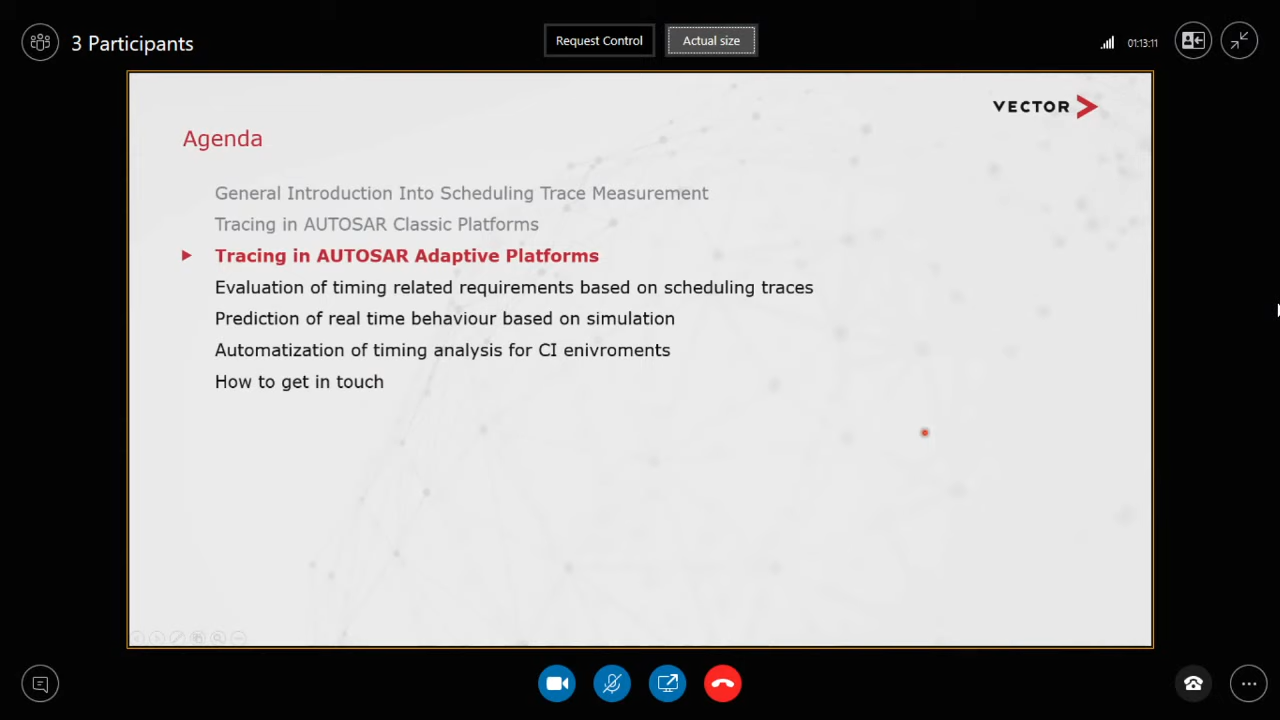 3 Participants
Request Control
Actual size
01:13:11
VECTOR
Agenda
General Introduction Into Scheduling Trace Measurement
Tracing in AUTOSAR Classic Platforms
Tracing in AUTOSAR Adaptive Platforms
Evaluation of timing related requirements based on scheduling traces
Prediction of real time behaviour based on simulation
Automatization of timing analysis for CI enivroments
How to get in touch